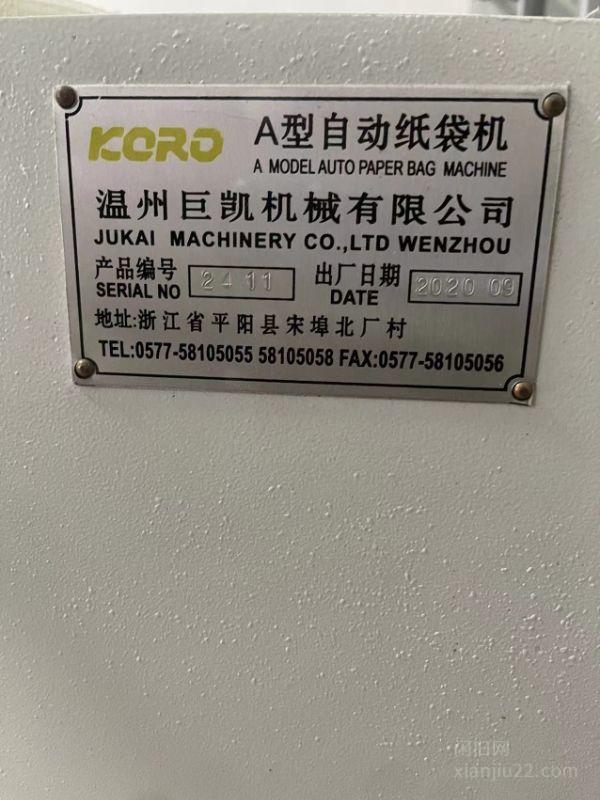 KORO
A型自动纸袋机
A MODEL AUTO PAPER BAG MACHINE
温州巨凯机械有限公司
JUKAI MACHINERY CO.,LTD WENZHOU
产品编号 2411 出厂日期 2020 09
SERIAL NO DATE
地址:浙江省平阳县宋埠北厂村
TEL:0577-58105055 58105058 FAX:0577-58105056
闲旧网
xianjiu22.com